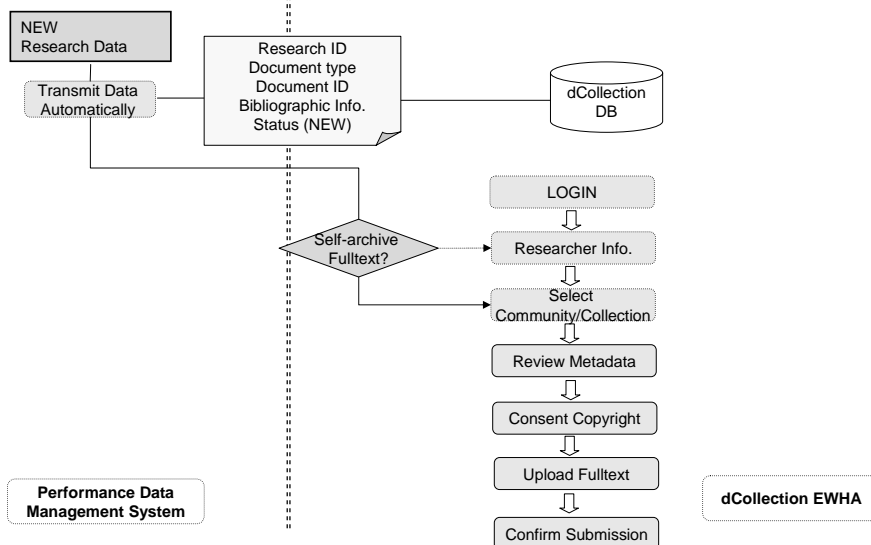 NEW
Research Data
Transmit Data
Automatically
Research ID
Document type
Document ID
Bibliographic Info.
Status (NEW)
dCollection
DB
LOGIN
Self-archive
Fulltext?
Researcher Info.
Select
Community/Collection
Review Metadata
Consent Copyright
Upload Fulltext
Confirm Submission
Performance Data
Management System
dCollection EWHA